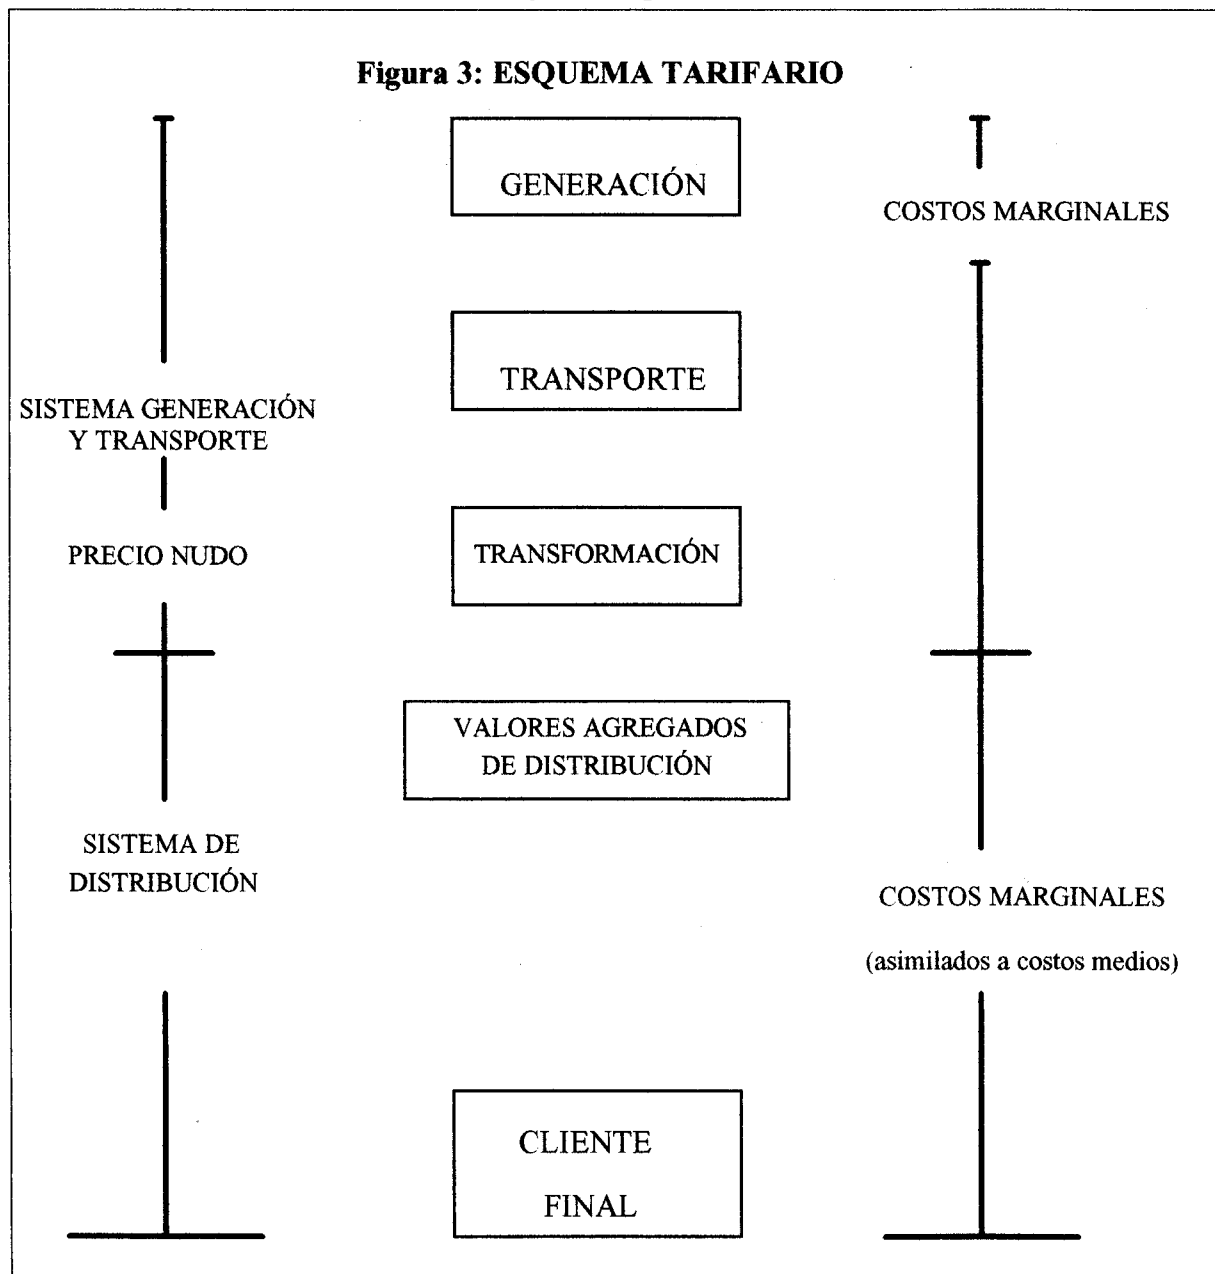 Figura 3: ESQUEMA TARIFARIO
GENERACIÓN
COSTOS MARGINALES
TRANSPORTE
SISTEMA GENERACIÓN
Y TRANSPORTE
PRECIO NUDO
TRANSFORMACIÓN
VALORES AGREGADOS
DE DISTRIBUCIÓN
SISTEMA DE
DISTRIBUCIÓN
COSTOS MARGINALES
(asimilados a costos medios)
CLIENTE
FINAL